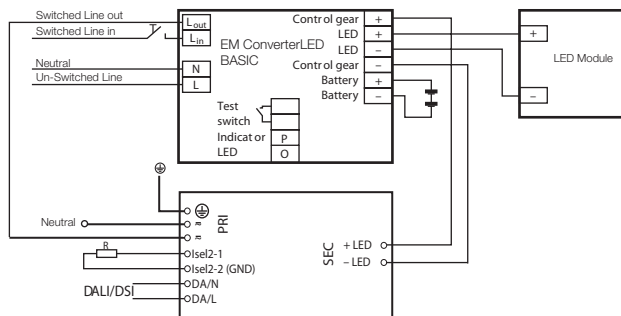 Switched Line out
Switched Line in
Neutral
Un-Switched Line
Lout
Lin
N
L
EM ConverterLED
BASIC
Test
switch
Indicator
LED
P
O
Control gear +
LED +
LED –
Control gear –
Battery +
Battery –
+
–
LED Module
Neutral
PRI
R
Isel2-1
Isel2-2 (GND)
DALI/DSI
DA/N
DA/L
SEC
+ LED
– LED